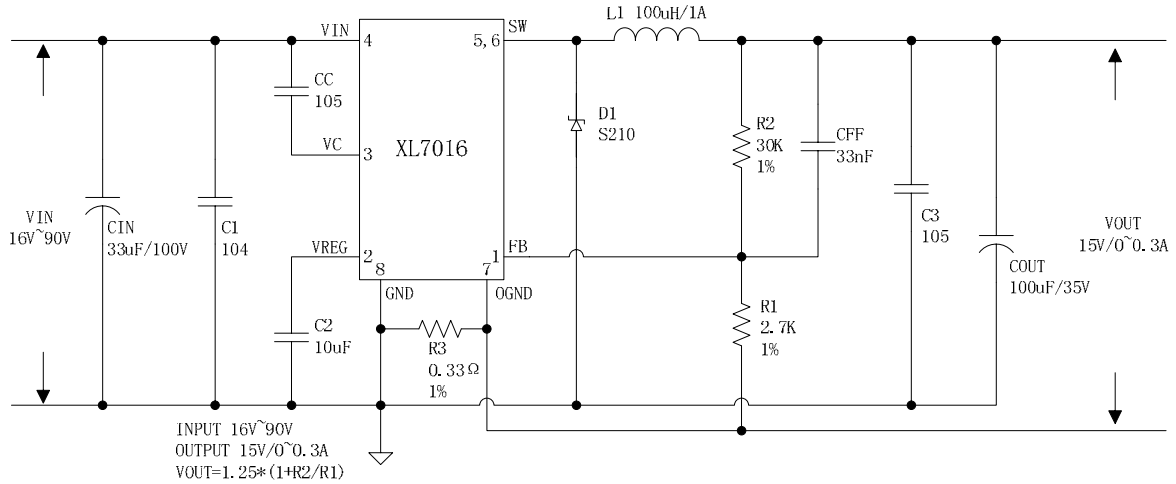 L1 100uH/1A
VIN
SW
4
5,6
CC
105
D1
S210
R2
30K
1%
CFF
33nF
VC
3
XL7016
VIN
16V~90V
CIN
33uF/100V
C1
104
C3
105
VOUT
15V/0~0.3A
VREG
2
FB
1
8
7
GND
OGND
COUT
100uF/35V
R1
2.7K
1%
C2
10uF
R3
0.33Ω
1%
INPUT 16V~90V
OUTPUT 15V/0~0.3A
VOUT=1.25*(1+R2/R1)